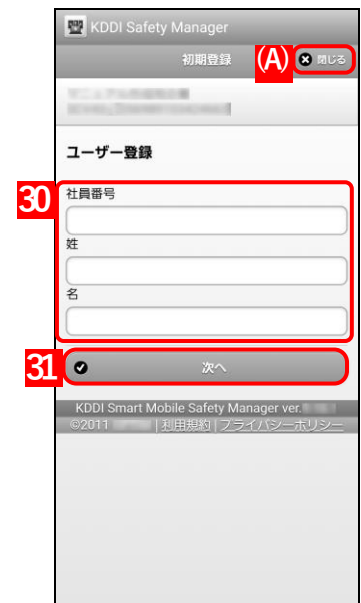 KDDI Safety Manager
初期登録
(A)
閉じる
ユーザー登録
30
社員番号
姓
名
31
次へ
KDDI Smart Mobile Safety Manager ver.
©2011 | 利用規約 | プライバシーポリシー